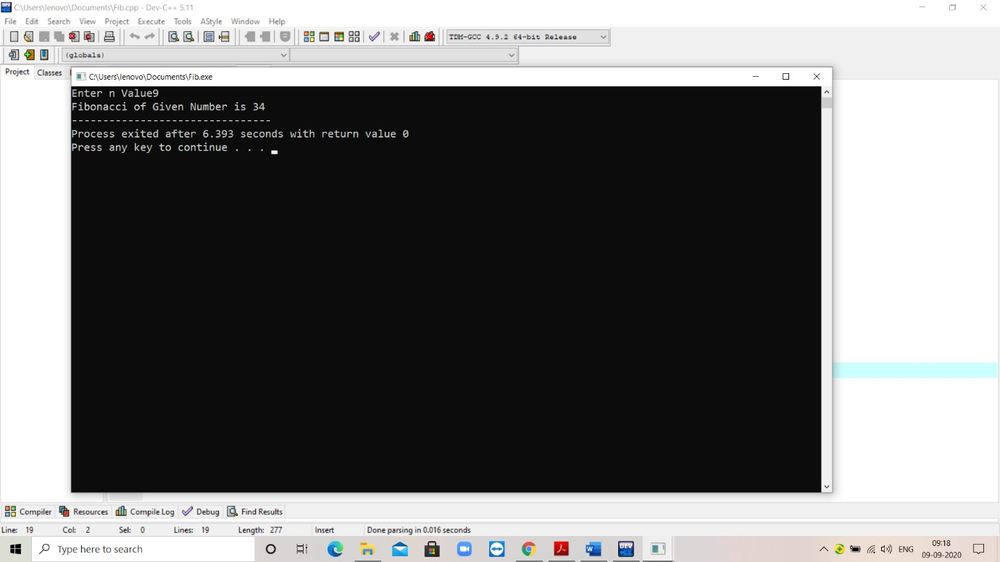 C:\Users\lenovo\Documents\Fib.cpp - Dev-C++ 5.11
File Edit Search View Project Execute Tools AStyle Window Help
TDM-GCC 4.9.2 64-bit Release
(globals)
Project Classes
C:\Users\lenovo\Documents\Fib.exe
Enter n Value9
Fibonacci of Given Number is 34
--------------------------------
Process exited after 6.393 seconds with return value 0
Press any key to continue . . .
Compiler Resources Compile Log Debug Find Results
Line: 19 Col: 2 Sel: 0 Lines: 19 Length: 277 Insert Done parsing in 0.016 seconds
Type here to search
DEV
ENG
09:18
09-09-2020